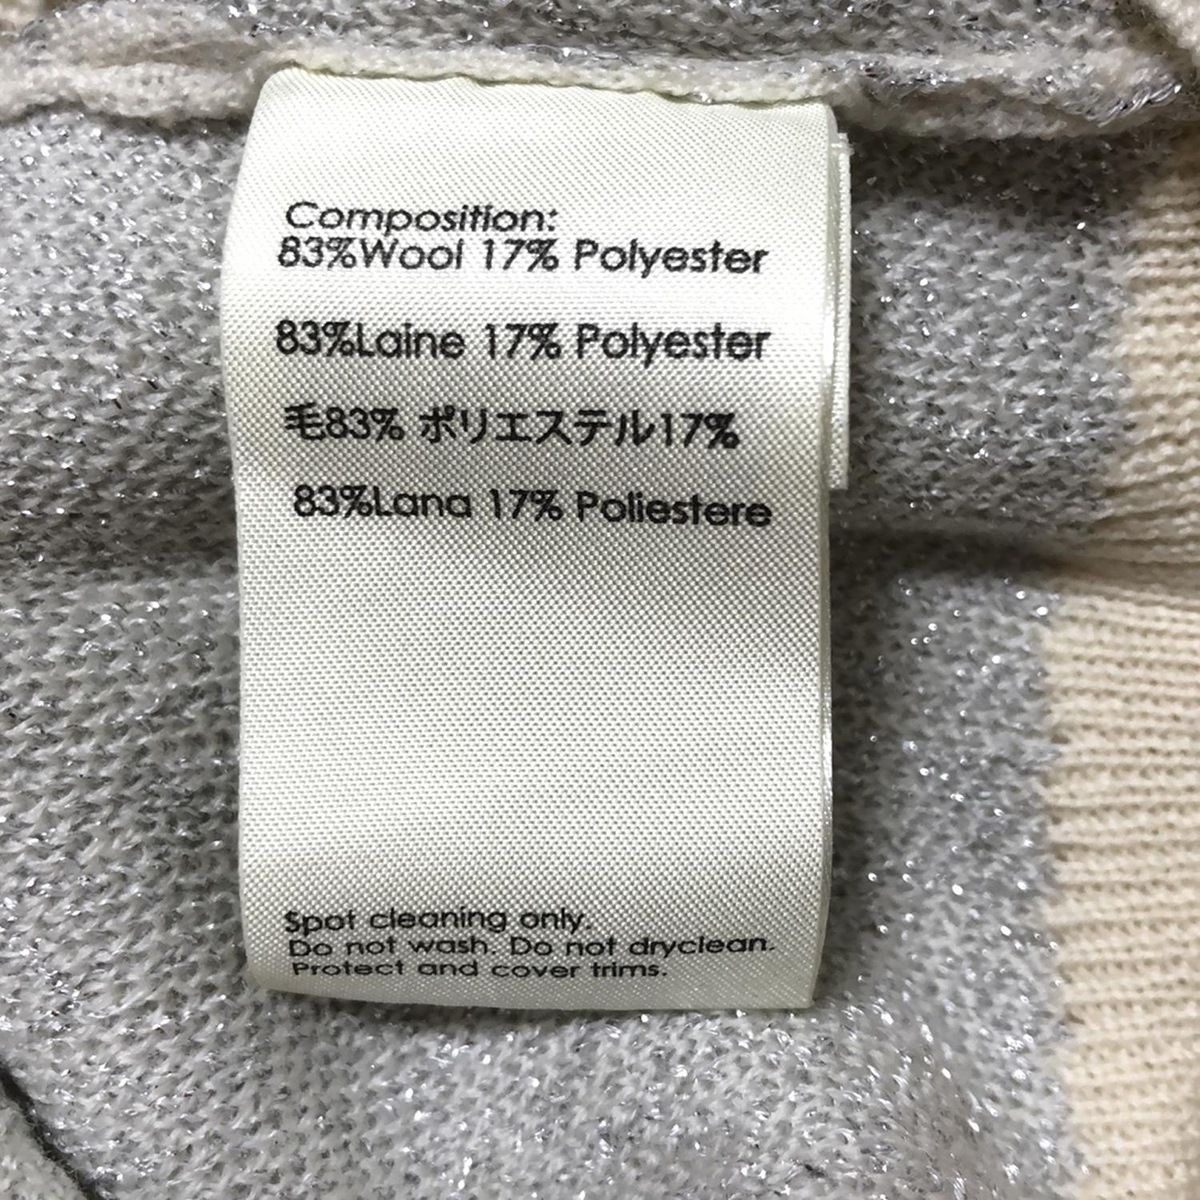 Composition:
83%Wool 17% Polyester
83%Laine 17% Polyester
毛83% ポリエステル17%
83%Lana 17% Poliestere
Spot cleaning only.
Do not wash. Do not dryclean.
Protect and cover trims.